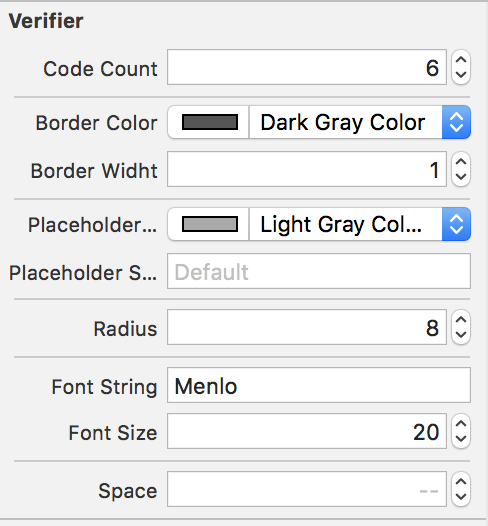 Verifier
Code Count 6
Border Color Dark Gray Color
Border Widht 1
Placeholder... Light Gray Col...
Placeholder S... Default
Radius 8
Font String Menlo
Font Size 20
Space --